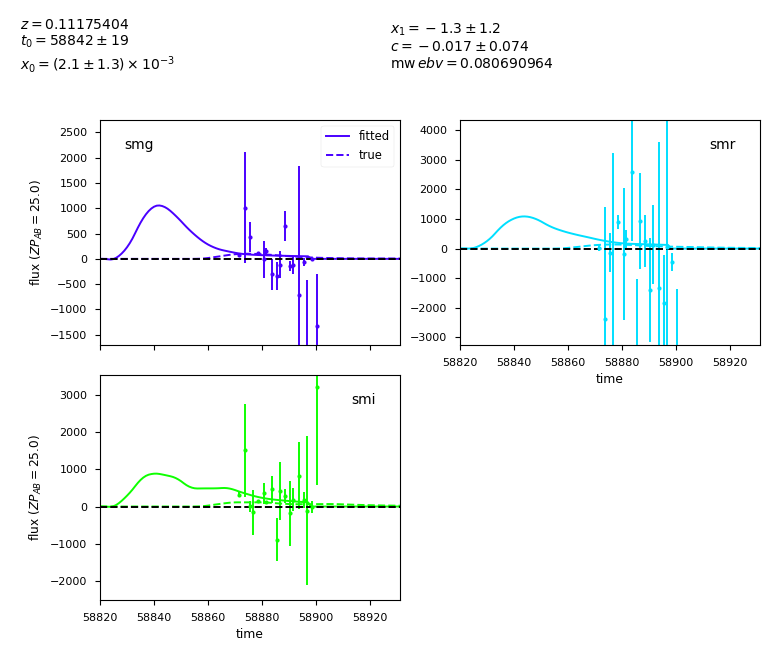 z = 0.11175404
t₀ = 58842 ± 19
x₀ = (2.1 ± 1.3) × 10⁻³
x₁ = −1.3 ± 1.2
c = −0.017 ± 0.074
mw ebv = 0.080690964
smg
fitted
true
2500
2000
1500
1000
500
0
−500
−1000
−1500
flux (ZP_AB = 25.0)
smr
4000
3000
2000
1000
0
−1000
−2000
−3000
58820 58840 58860 58880 58900 58920
time
smi
3000
2000
1000
0
−1000
−2000
flux (ZP_AB = 25.0)
58820 58840 58860 58880 58900 58920
time